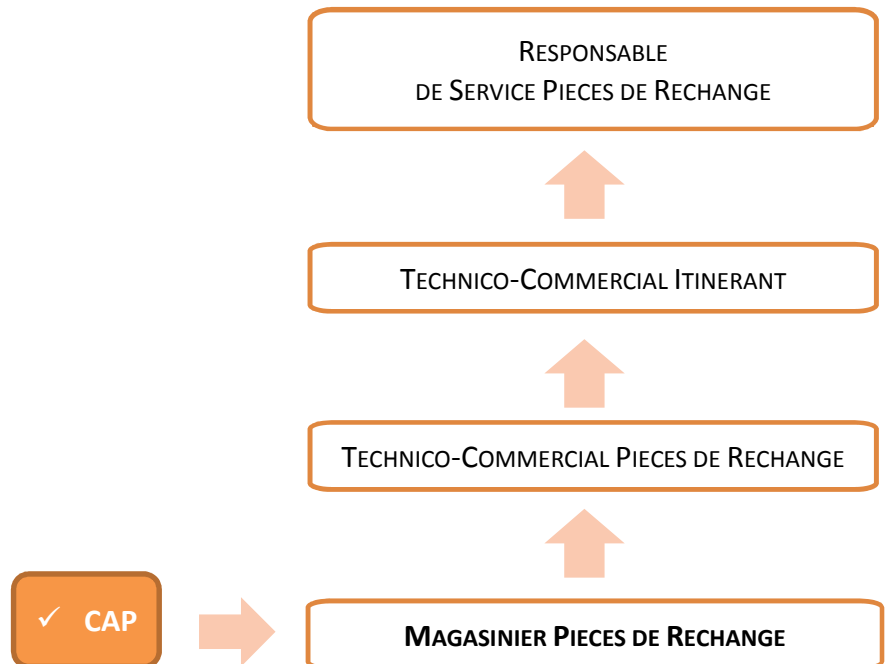 RESPONSABLE
DE SERVICE PIECES DE RECHANGE
TECHNICO-COMMERCIAL ITINERANT
TECHNICO-COMMERCIAL PIECES DE RECHANGE
✓ CAP
MAGASINIER PIECES DE RECHANGE